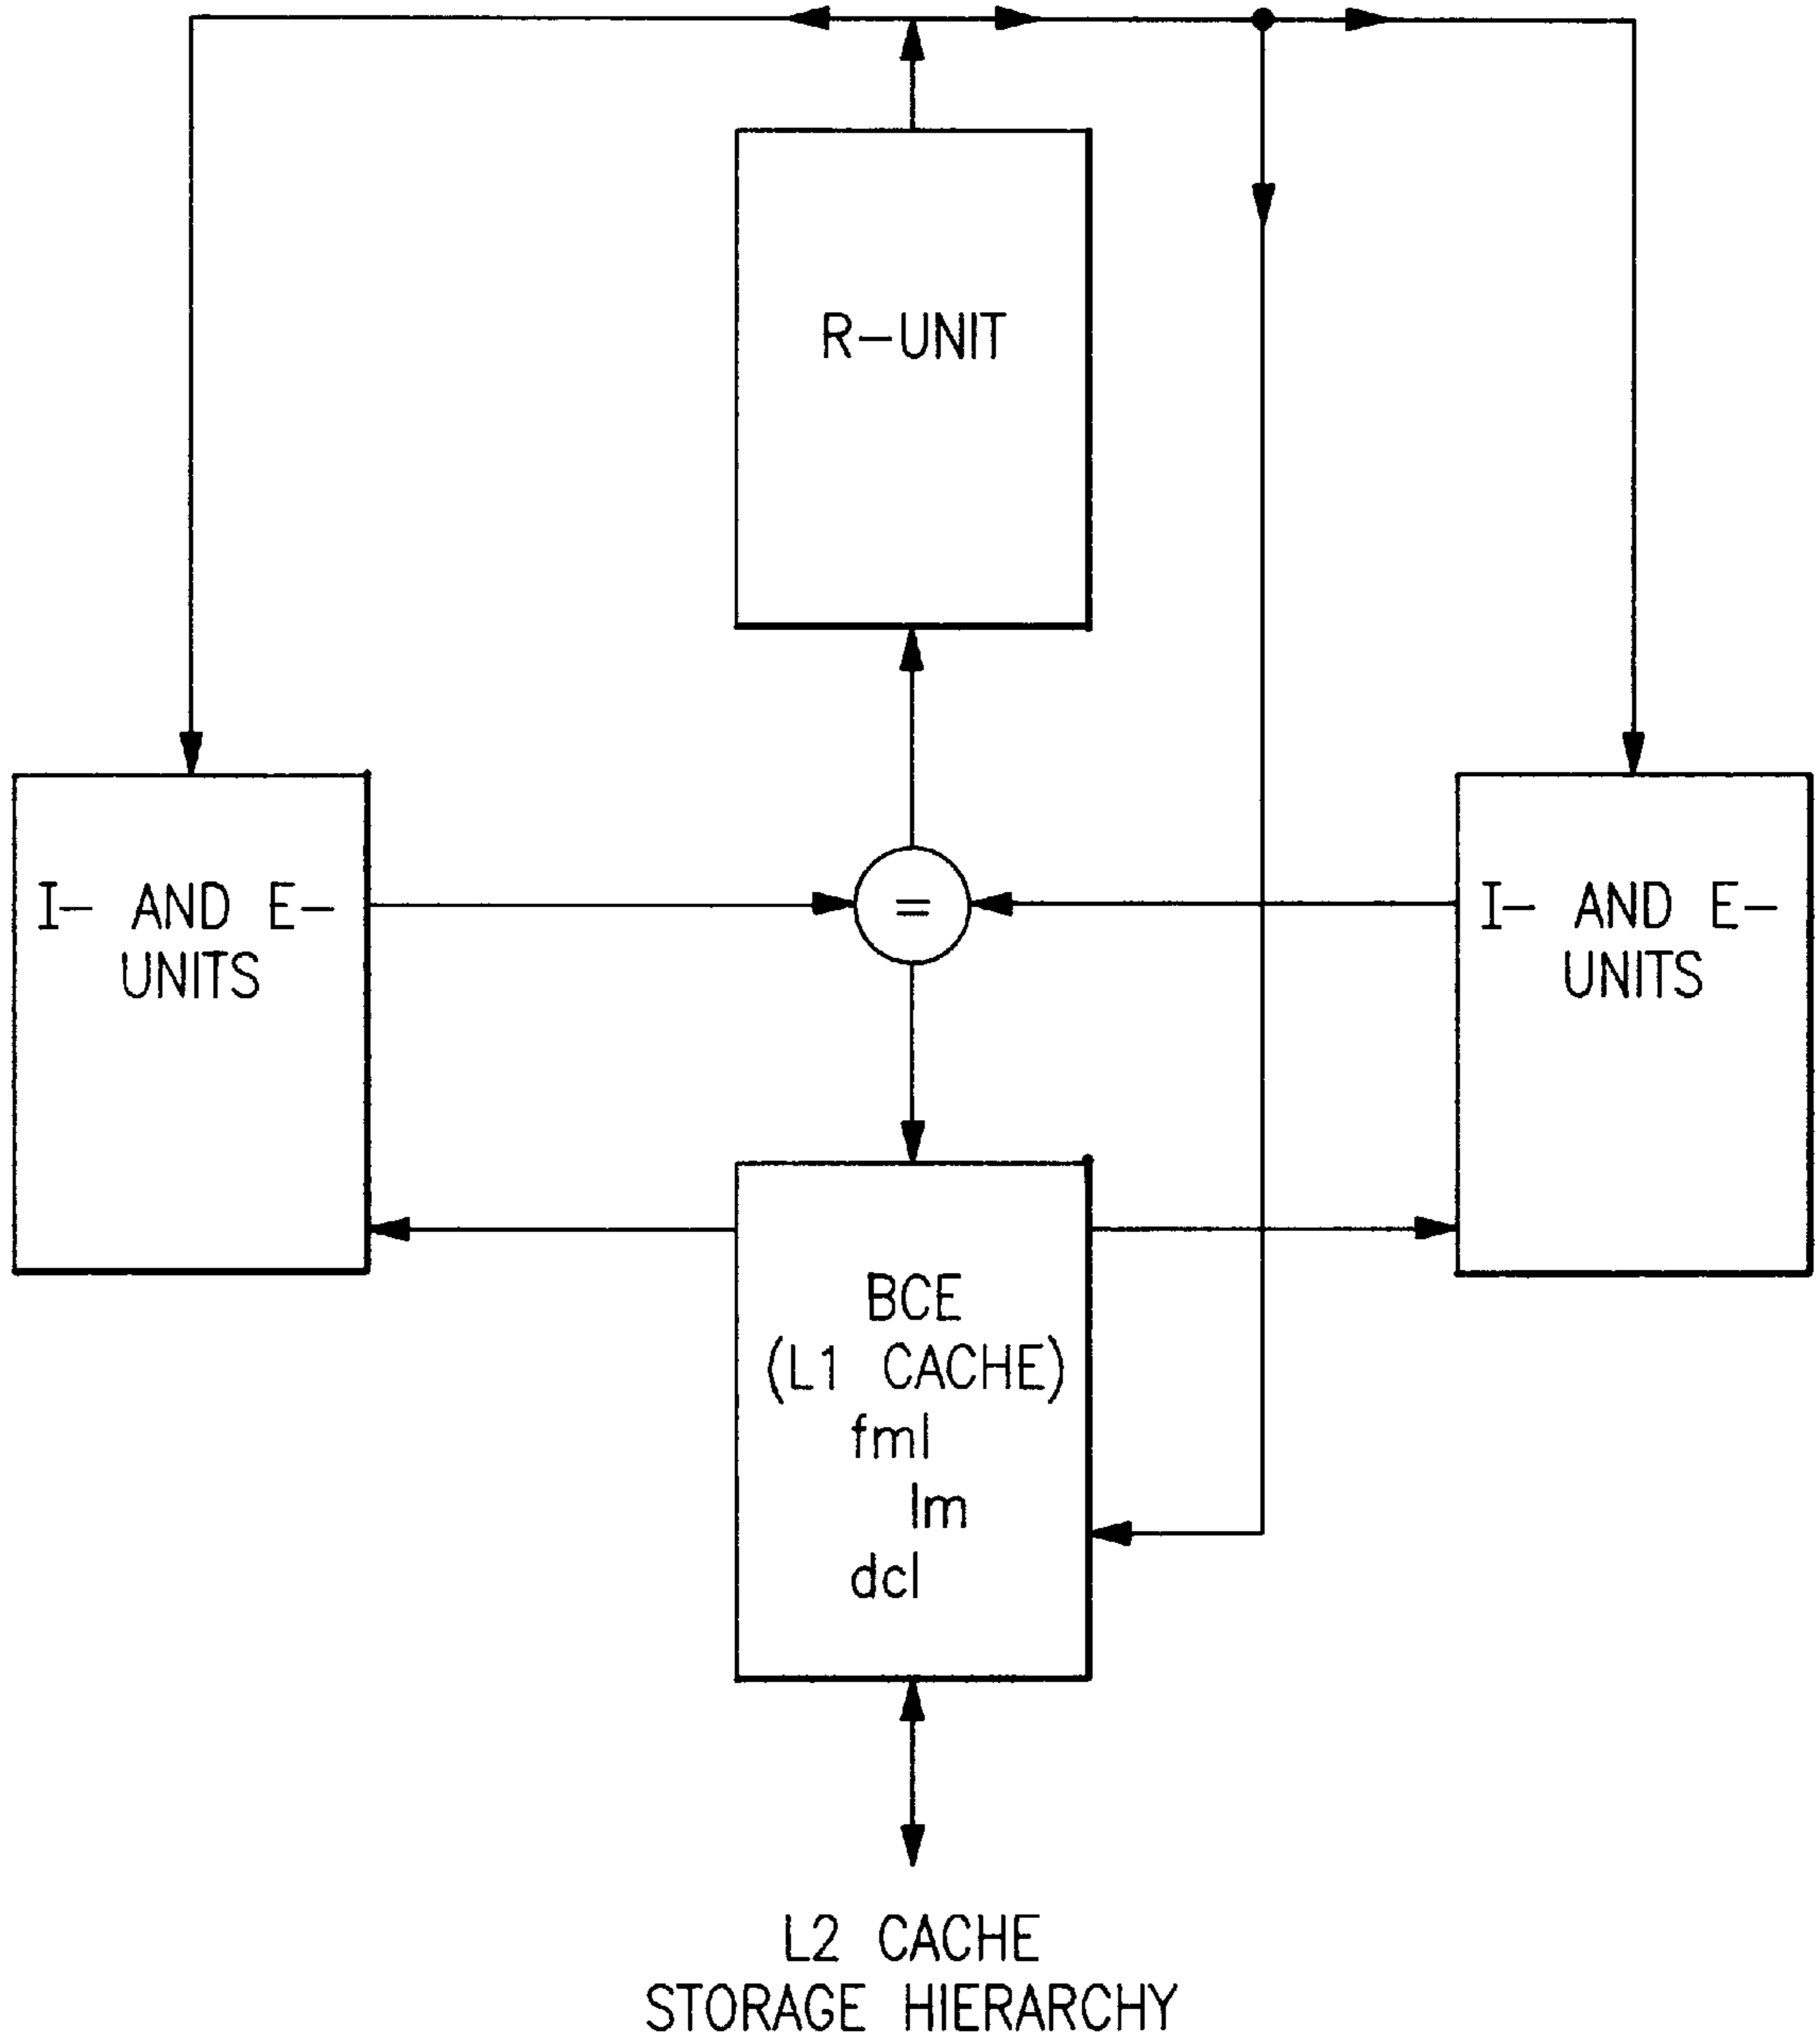 R-UNIT
I- AND E-
UNITS
=
I- AND E-
UNITS
BCE
(L1 CACHE)
fml
lm
dcl
L2 CACHE
STORAGE HIERARCHY